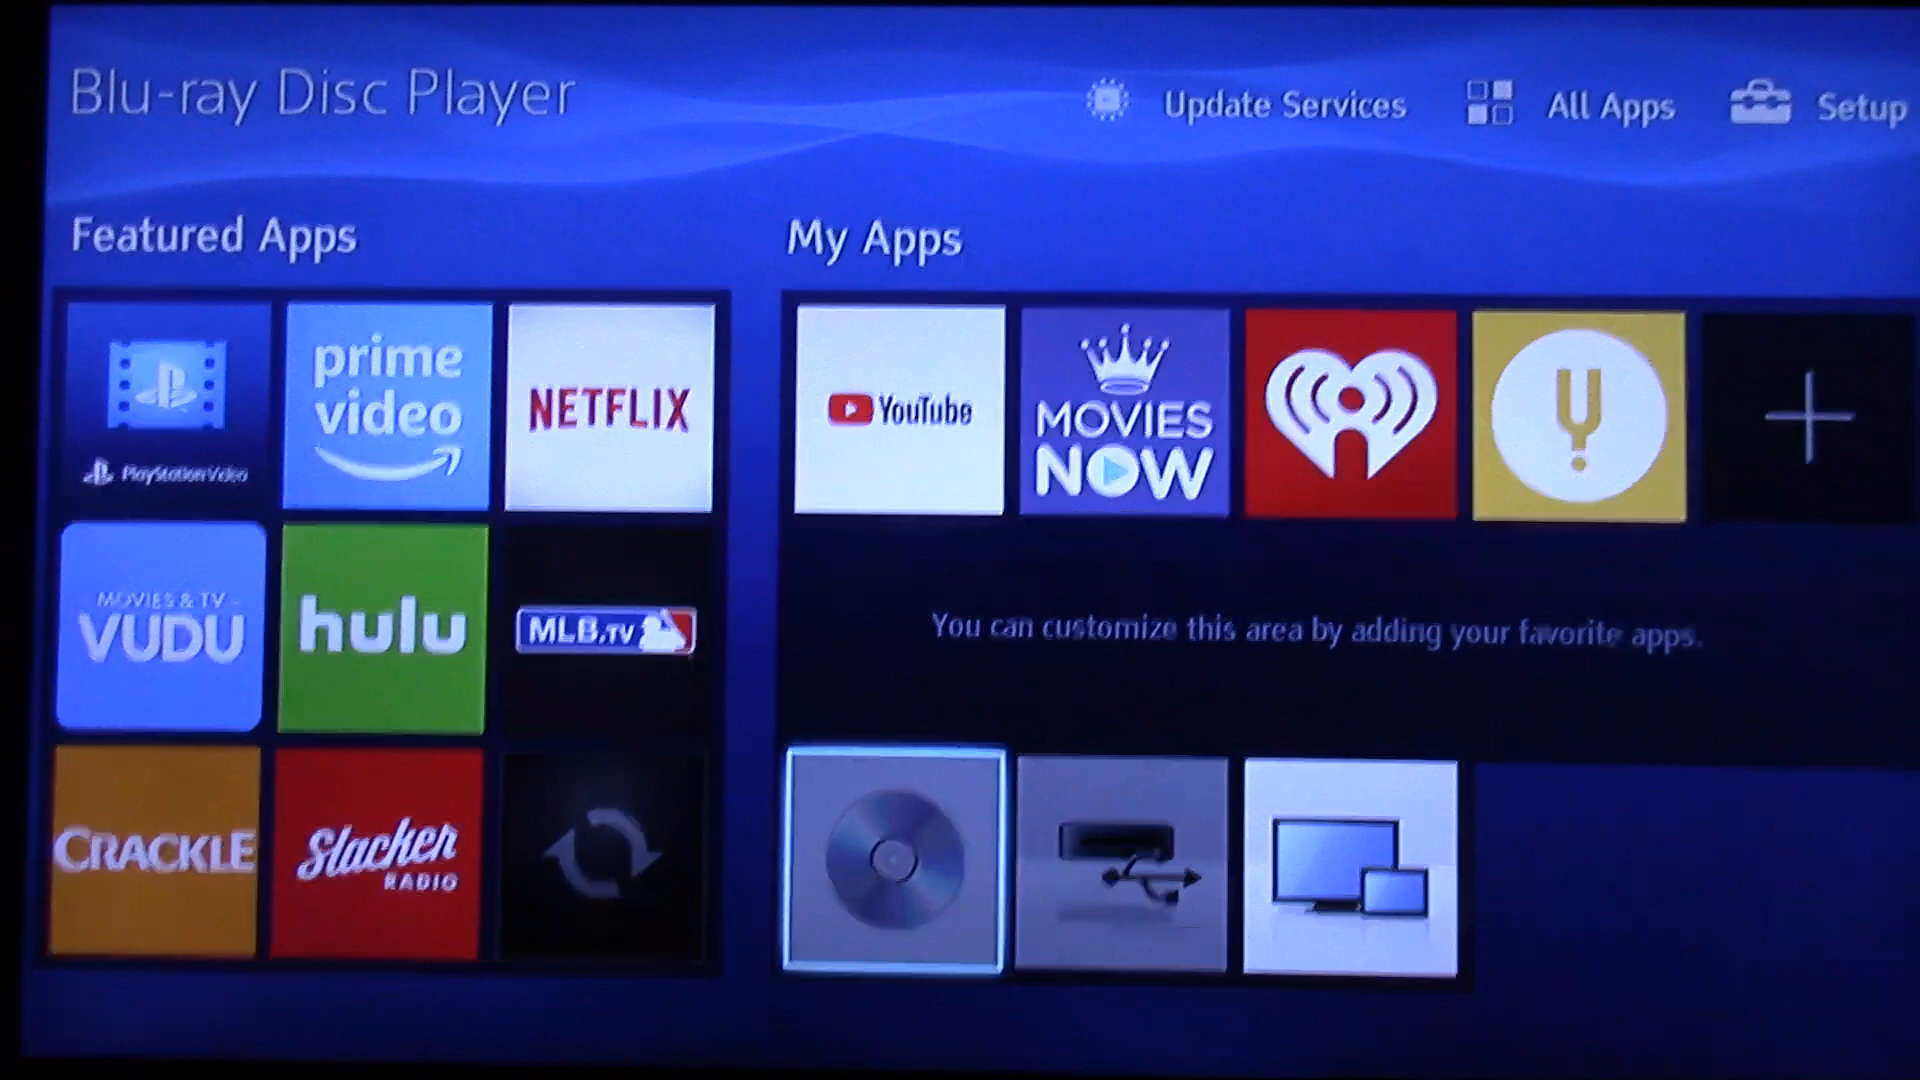 Blu-ray Disc Player
Update Services
All Apps
Setup
Featured Apps
My Apps
PlayStation Video
prime video
NETFLIX
YouTube
MOVIES NOW
MOVIES & TV
VUDU
hulu
MLB.TV
You can customize this area by adding your favorite apps.
CRACKLE
Slacker
RADIO